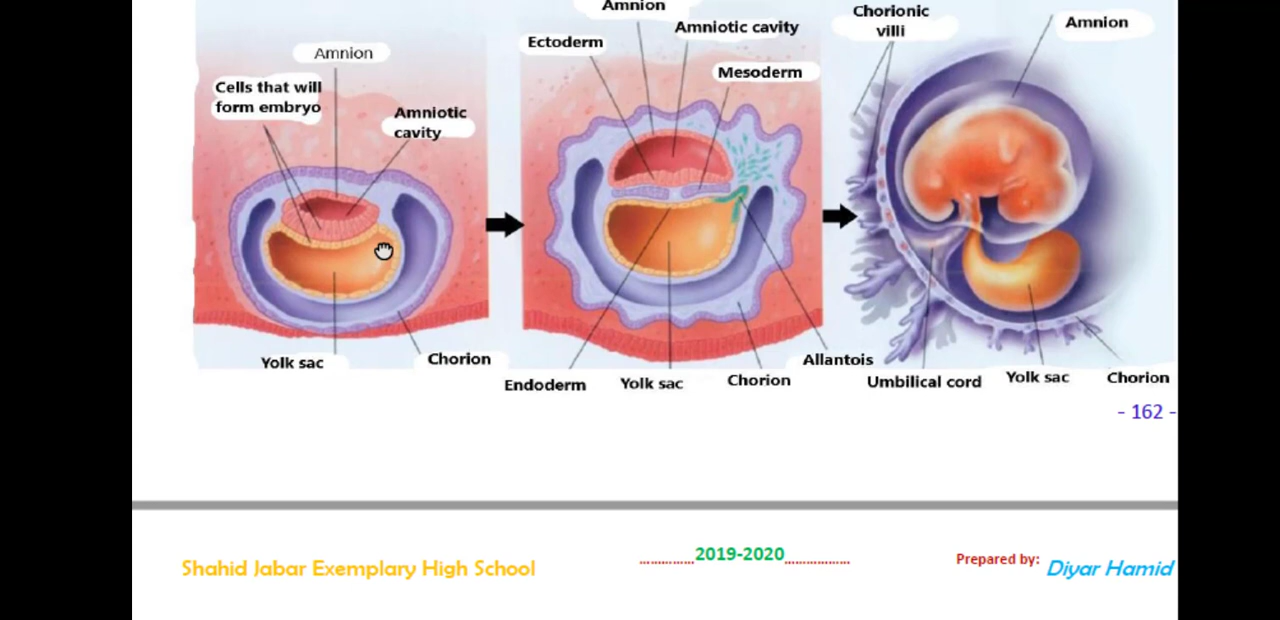 Amnion
Cells that will
form embryo
Amniotic
cavity
Yolk sac
Chorion
Amnion
Amniotic cavity
Ectoderm
Mesoderm
Endoderm
Yolk sac
Chorion
Allantois
Chorionic
villi
Amnion
Umbilical cord
Yolk sac
Chorion
- 162 -
Shahid Jabar Exemplary High School
..............2019-2020.................
Prepared by: Diyar Hamid